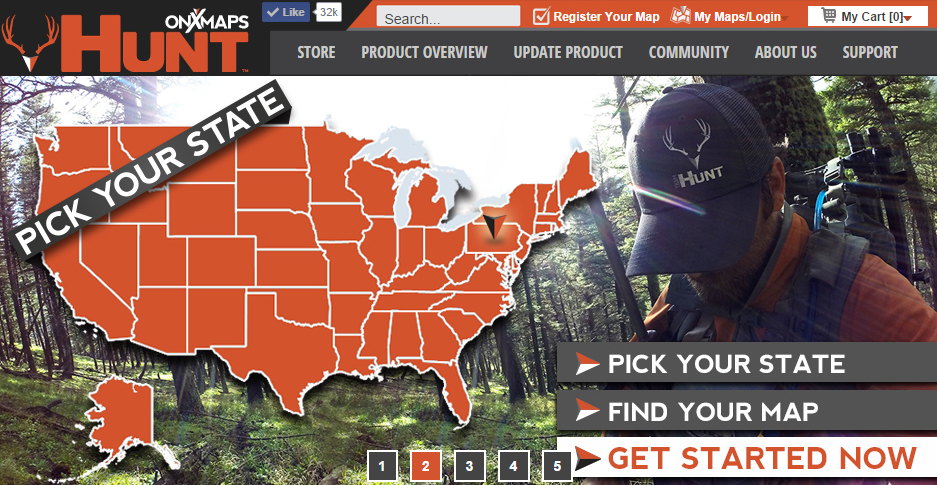 ONXMAPS
HUNT™
Like 32k
Search...
Register Your Map
My Maps/Login
My Cart [0]
STORE PRODUCT OVERVIEW UPDATE PRODUCT COMMUNITY ABOUT US SUPPORT
PICK YOUR STATE
HUNT
PICK YOUR STATE
FIND YOUR MAP
GET STARTED NOW
1 2 3 4 5